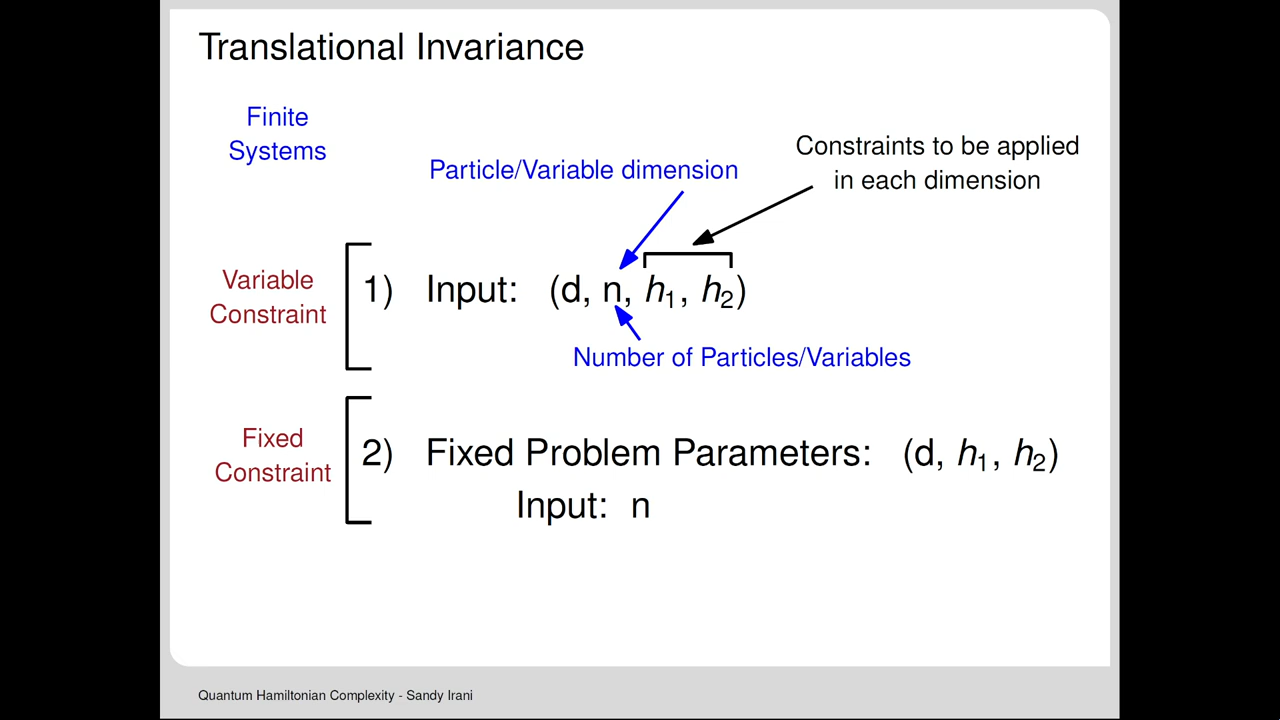 Translational Invariance
Finite
Systems
Particle/Variable dimension
Constraints to be applied
in each dimension
Variable
Constraint
1) Input: (d, n, h₁, h₂)
Number of Particles/Variables
Fixed
Constraint
2) Fixed Problem Parameters: (d, h₁, h₂)
Input: n
Quantum Hamiltonian Complexity - Sandy Irani